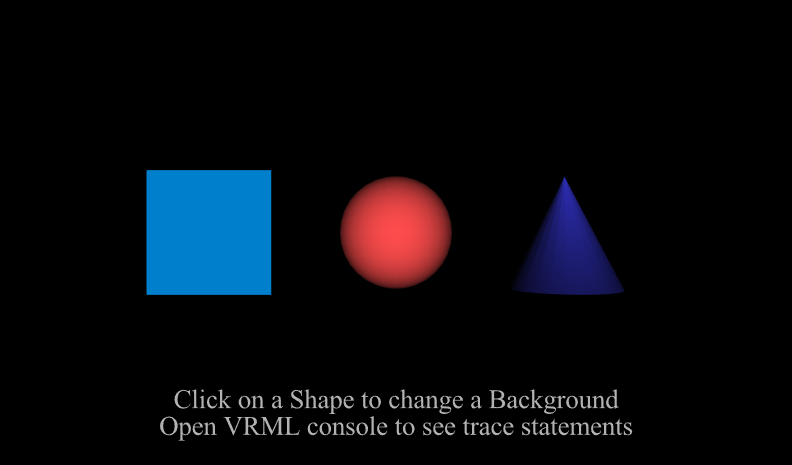 Click on a Shape to change a Background
Open VRML console to see trace statements